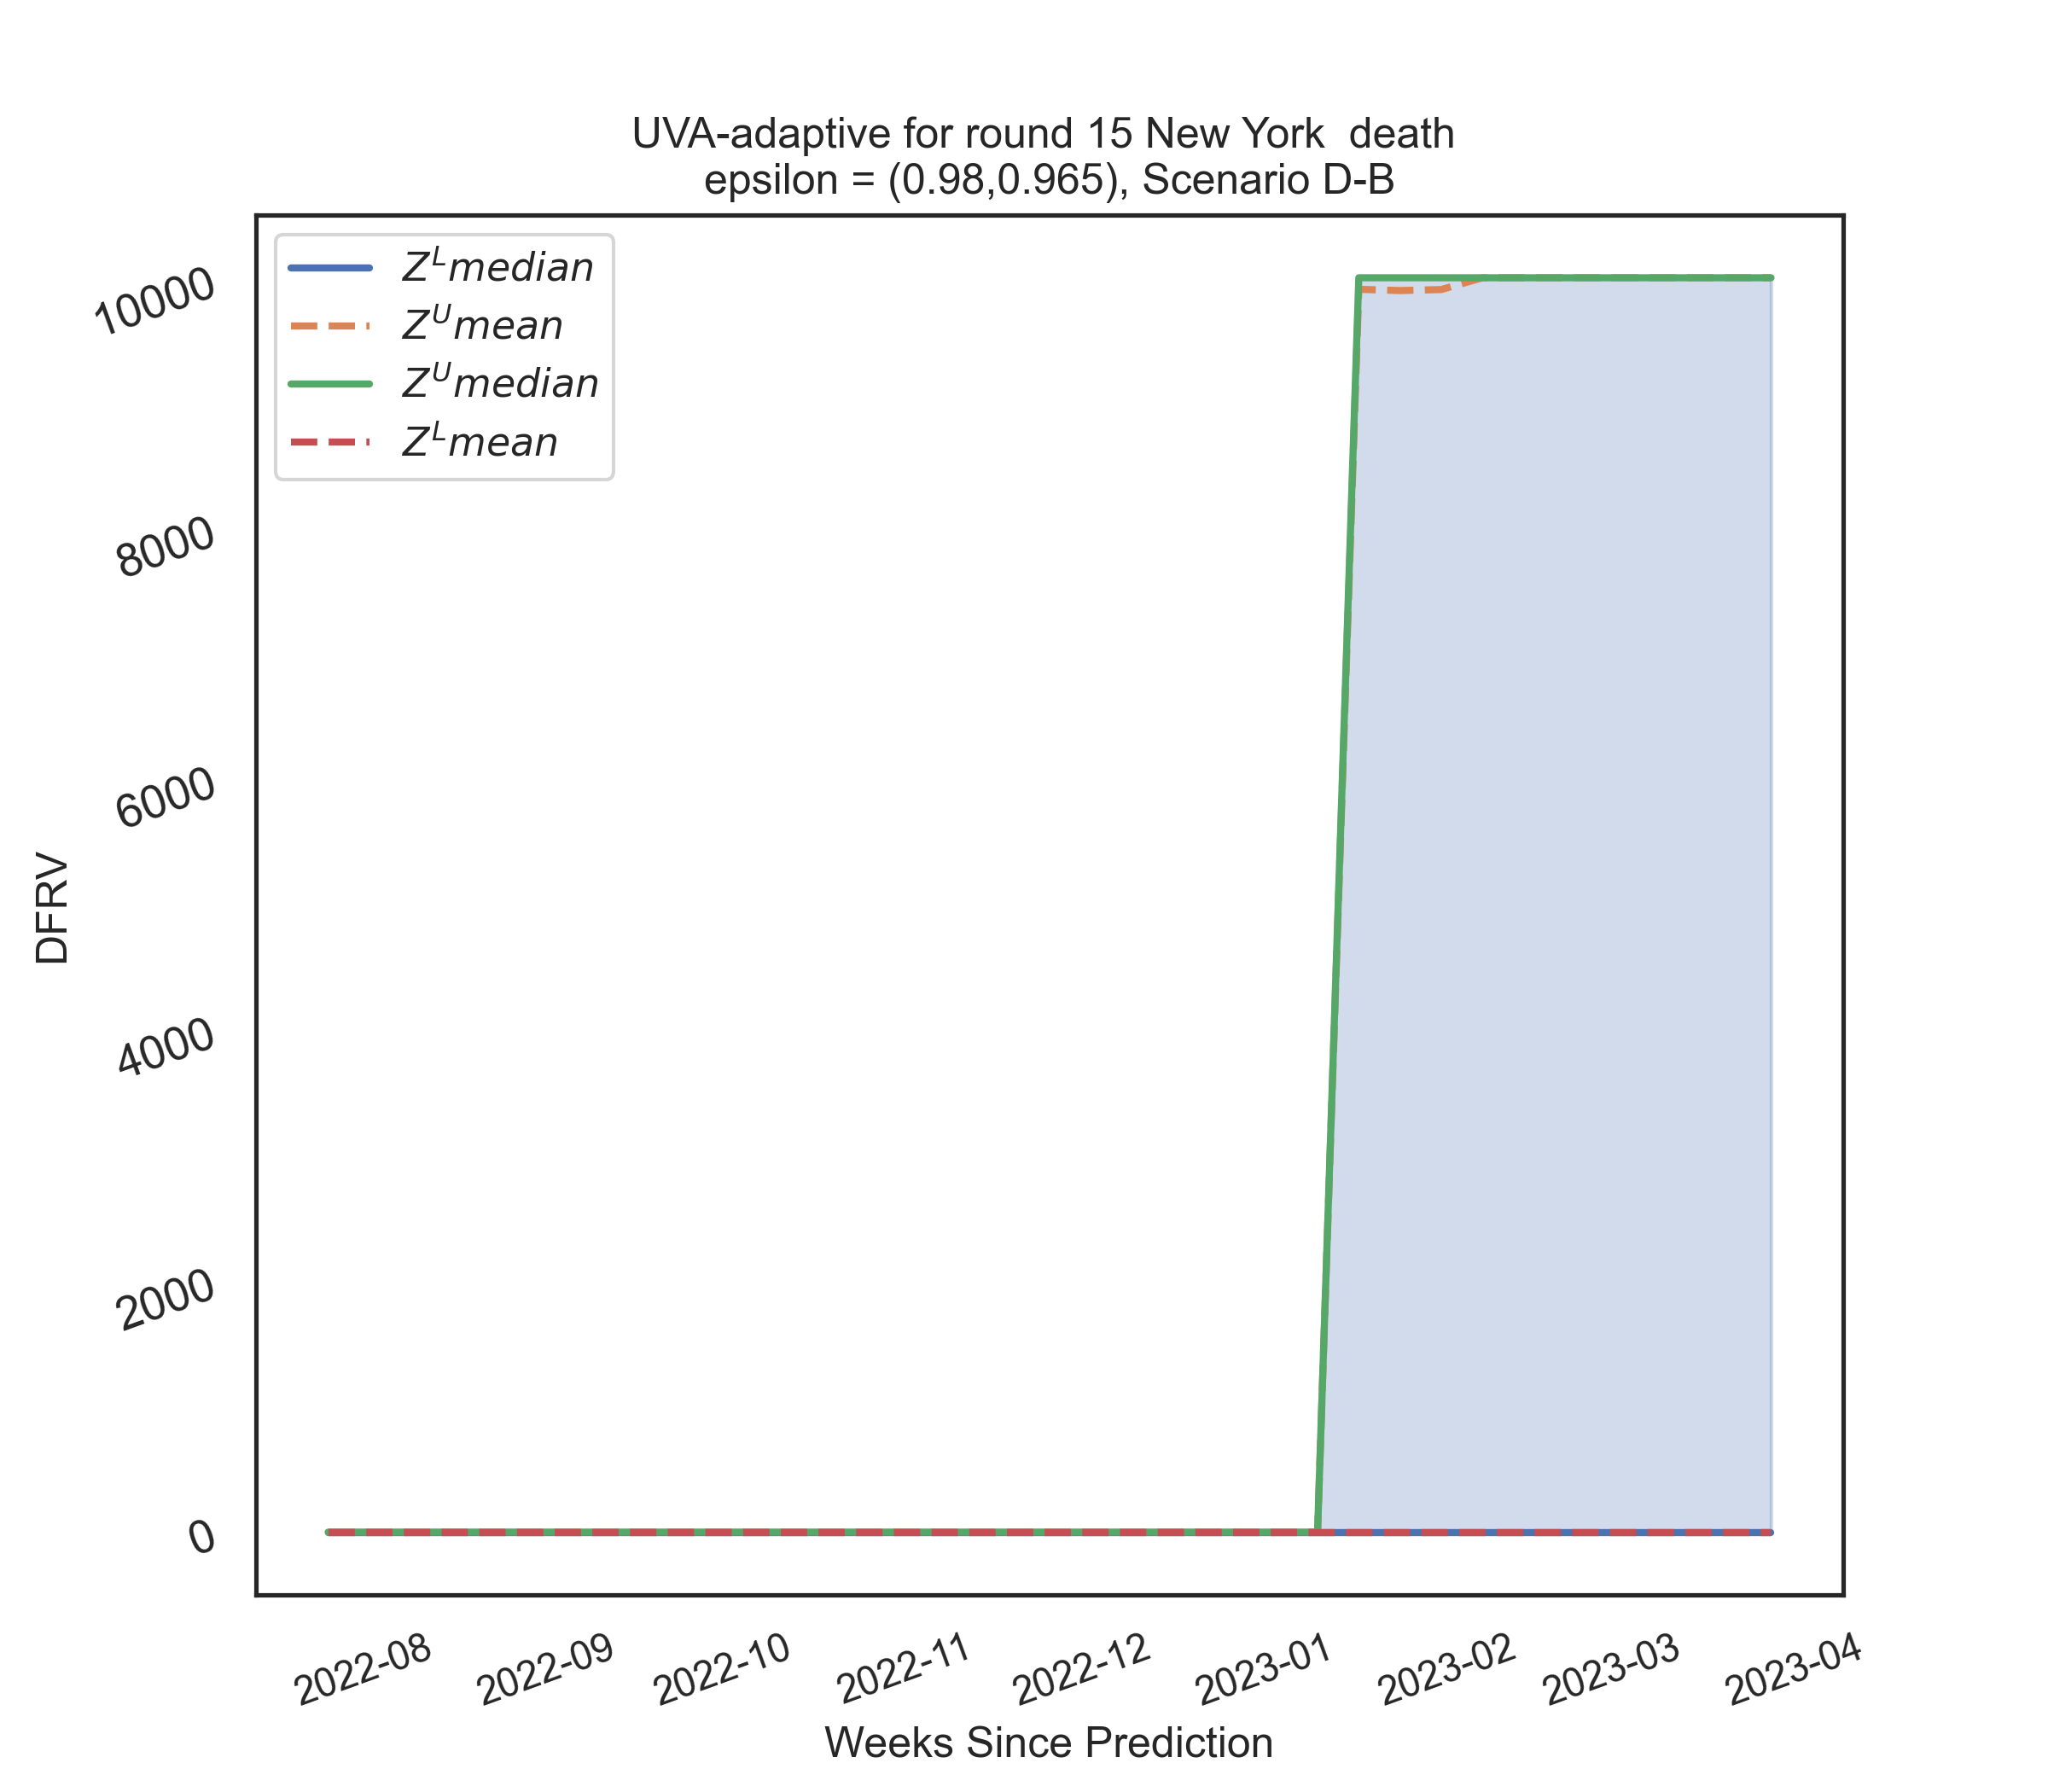 UVA-adaptive for round 15 New York  death
epsilon = (0.98,0.965), Scenario D-B
Z^L median
Z^U mean
Z^U median
Z^L mean
10000
8000
6000
4000
2000
0
DFRV
2022-08
2022-09
2022-10
2022-11
2022-12
2023-01
2023-02
2023-03
2023-04
Weeks Since Prediction